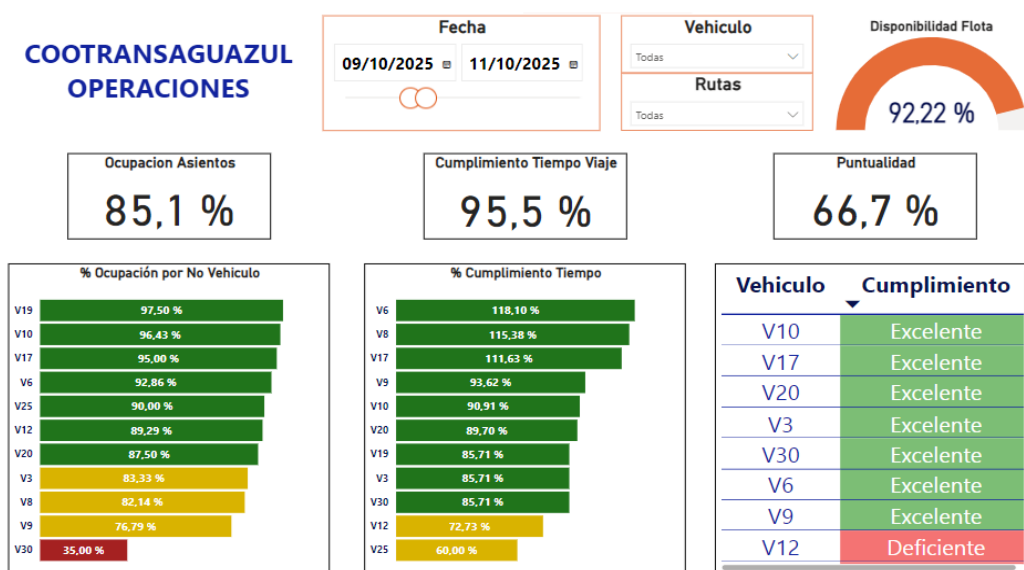 COOTRANSAGUAZUL
OPERACIONES
Fecha
09/10/2025
11/10/2025
Vehiculo
Todas
Rutas
Todas
Disponibilidad Flota
92,22 %
Ocupacion Asientos
85,1 %
Cumplimiento Tiempo Viaje
95,5 %
Puntualidad
66,7 %
% Ocupación por No Vehiculo
V19 97,50 %
V10 96,43 %
V17 95,00 %
V6 92,86 %
V25 90,00 %
V12 89,29 %
V20 87,50 %
V3 83,33 %
V8 82,14 %
V9 76,79 %
V30 35,00 %
% Cumplimiento Tiempo
V6 118,10 %
V8 115,38 %
V17 111,63 %
V9 93,62 %
V10 90,91 %
V20 89,70 %
V19 85,71 %
V3 85,71 %
V30 85,71 %
V12 72,73 %
V25 60,00 %
Vehiculo Cumplimiento
V10 Excelente
V17 Excelente
V20 Excelente
V3 Excelente
V30 Excelente
V6 Excelente
V9 Excelente
V12 Deficiente